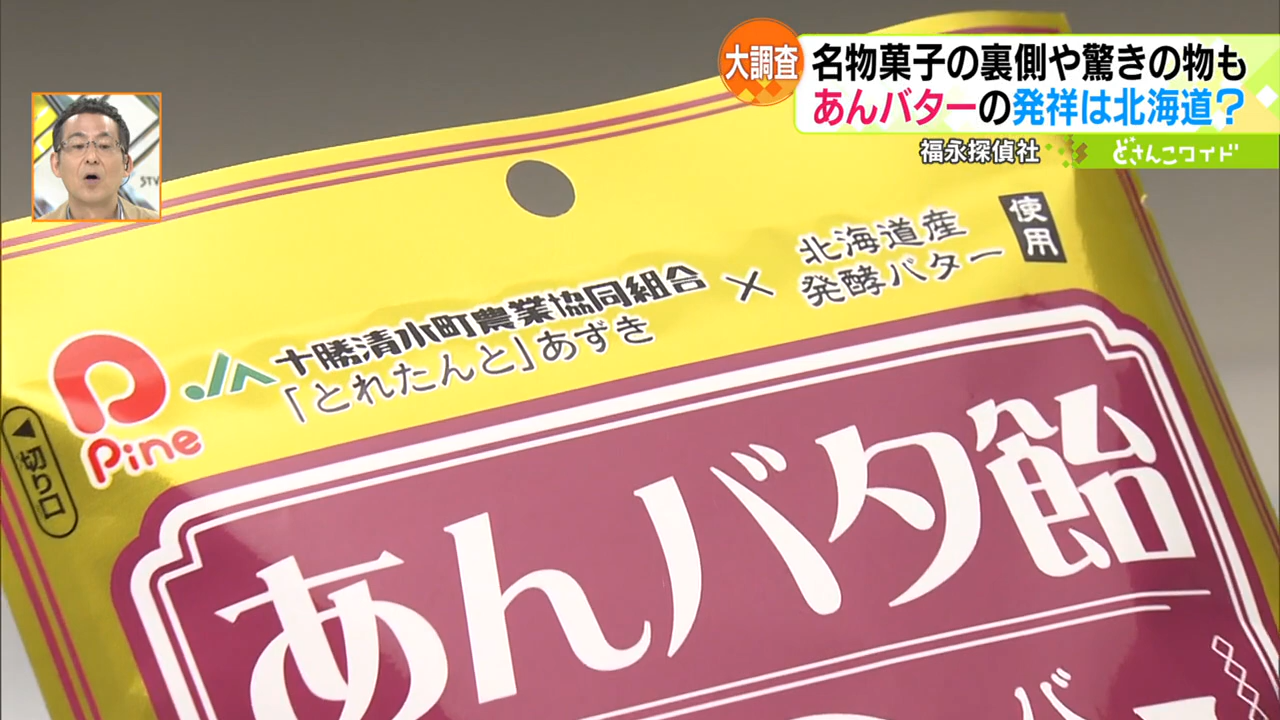 大調査
名物菓子の裏側や驚きの物も
あんバターの発祥は北海道?
福永探偵社
どさんこワイド
STV
使用
北海道産
発酵バター
×
JA
十勝清水町農業協同組合
「とれたんと」あずき
Pine
切り口
あんバタ飴
バ